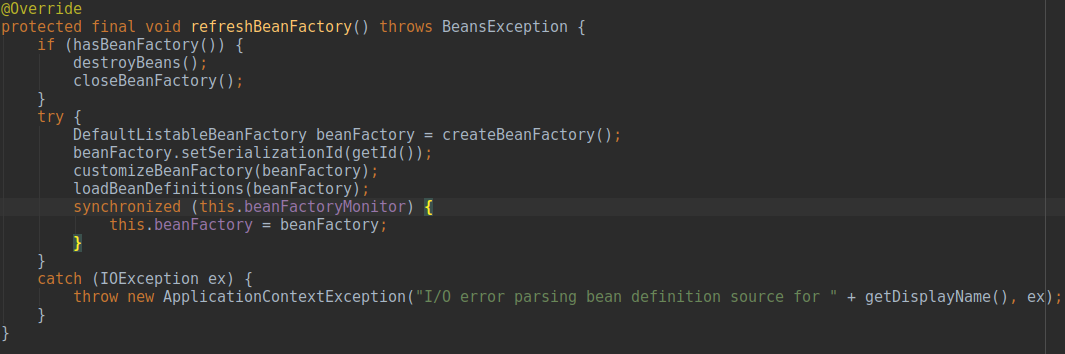 @Override
protected final void refreshBeanFactory() throws BeansException {
    if (hasBeanFactory()) {
        destroyBeans();
        closeBeanFactory();
    }
    try {
        DefaultListableBeanFactory beanFactory = createBeanFactory();
        beanFactory.setSerializationId(getId());
        customizeBeanFactory(beanFactory);
        loadBeanDefinitions(beanFactory);
        synchronized (this.beanFactoryMonitor) {
            this.beanFactory = beanFactory;
        }
    }
    catch (IOException ex) {
        throw new ApplicationContextException("I/O error parsing bean definition source for " + getDisplayName(), ex);
    }
}